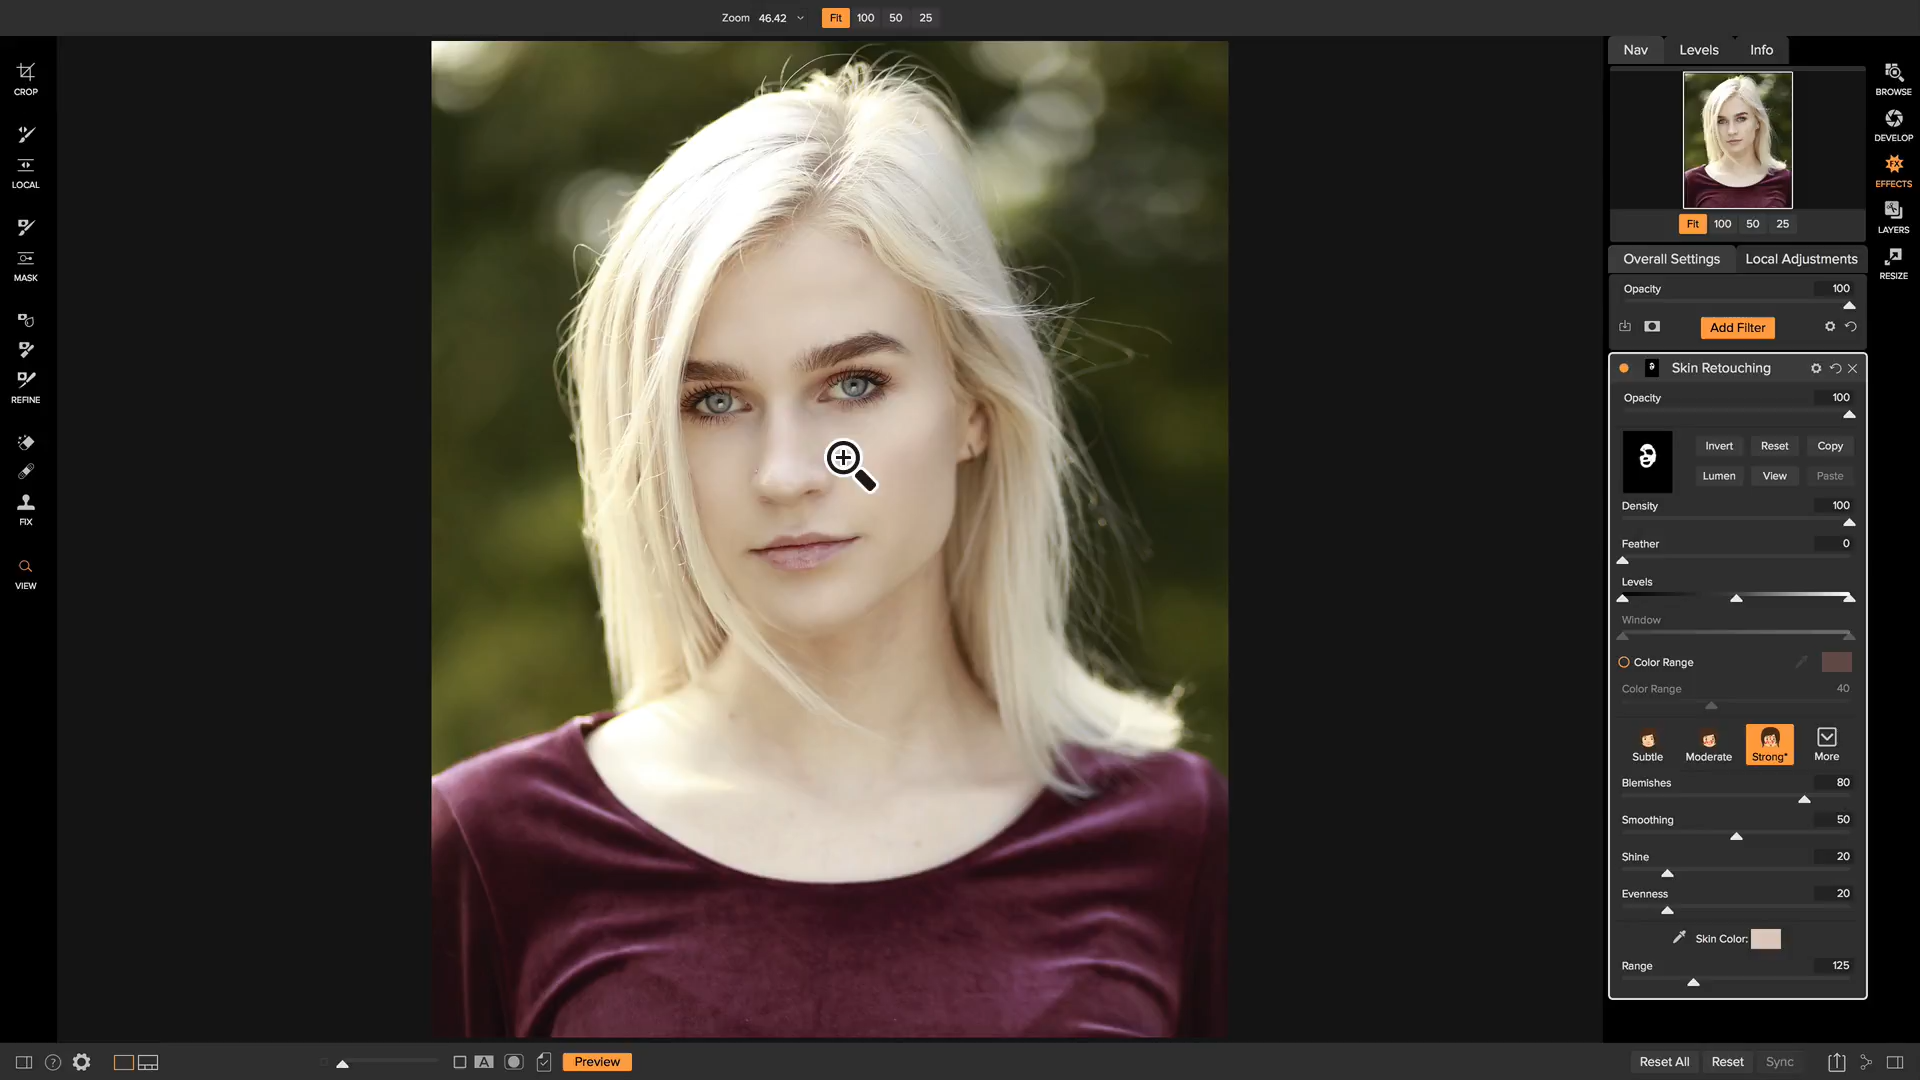 Zoom 46.42 Fit 100 50 25
Nav Levels Info
CROP
LOCAL
MASK
REFINE
FIX
VIEW
BROWSE
DEVELOP
FX
EFFECTS
LAYERS
RESIZE
Fit 100 50 25
Overall Settings Local Adjustments
Opacity 100
Add Filter
Skin Retouching
Opacity 100
Invert Reset Copy
Lumen View Paste
Density 100
Feather 0
Levels
Window
Color Range
Color Range 40
Subtle Moderate Strong* More
Blemishes 80
Smoothing 50
Shine 20
Evenness 20
Skin Color:
Range 125
? A Preview Reset All Reset Sync